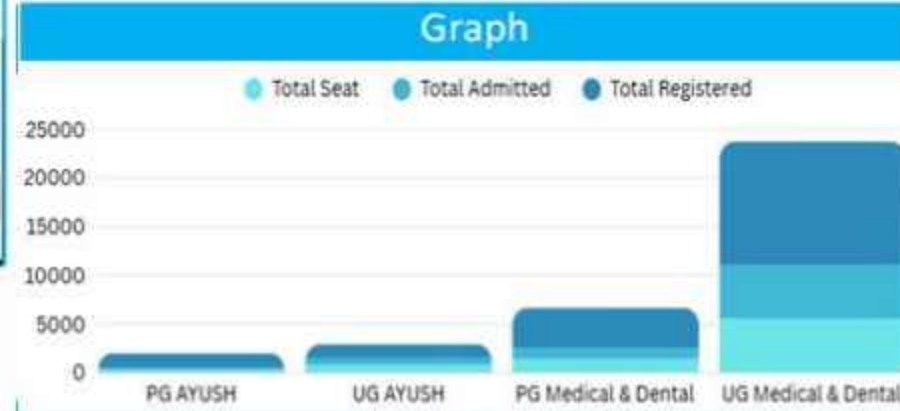 Graph
Total Seat Total Admitted Total Registered
25000
20000
15000
10000
5000
0
PG AYUSH UG AYUSH PG Medical & Dental UG Medical & Dental